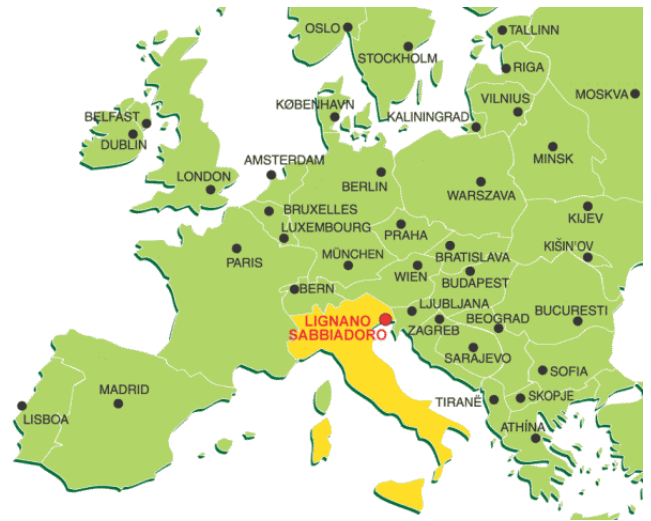 OSLO
TALLINN
STOCKHOLM
RIGA
MOSKVA
VILNIUS
KØBENHAVN
KALININGRAD
BELFAST
DUBLIN
MINSK
AMSTERDAM
LONDON
BERLIN
WARSZAVA
BRUXELLES
KIJEV
LUXEMBOURG
PRAHA
KIŠIN'OV
PARIS
MÜNCHEN
BRATISLAVA
WIEN
BUDAPEST
BERN
LJUBLJANA
BUCURESTI
LIGNANO
SABBIADORO
BEOGRAD
ZAGREB
SARAJEVO
SOFIA
MADRID
TIRANË
SKOPJE
LISBOA
ATHÍNA